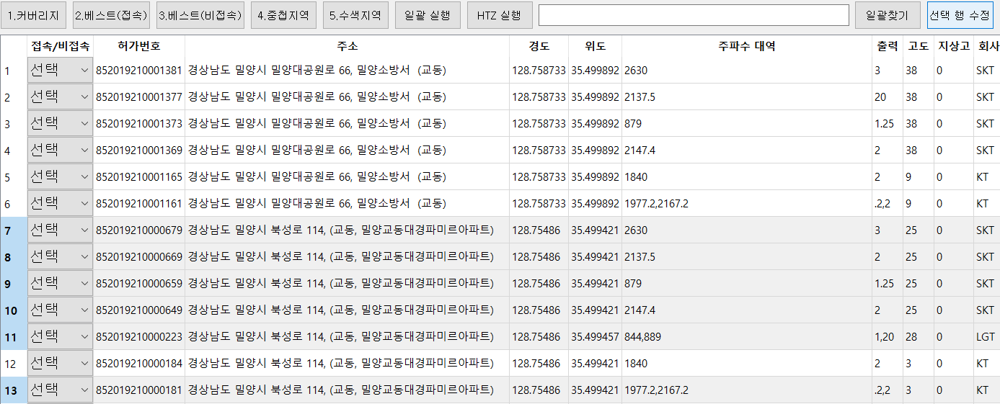 1.커버리지 2.베스트(접속) 3.베스트(비접속) 4.중첩지역 5.수색지역 일괄 실행 HTZ 실행 일괄찾기 선택 행 수정
접속/비접속 허가번호 주소 경도 위도 주파수 대역 출력 고도 지상고 회사
1 선택 852019210001381 경상남도 밀양시 밀양대공원로 66, 밀양소방서 (교동) 128.758733 35.499892 2630 3 38 0 SKT
2 선택 852019210001377 경상남도 밀양시 밀양대공원로 66, 밀양소방서 (교동) 128.758733 35.499892 2137.5 20 38 0 SKT
3 선택 852019210001373 경상남도 밀양시 밀양대공원로 66, 밀양소방서 (교동) 128.758733 35.499892 879 1.25 38 0 SKT
4 선택 852019210001369 경상남도 밀양시 밀양대공원로 66, 밀양소방서 (교동) 128.758733 35.499892 2147.4 2 38 0 SKT
5 선택 852019210001165 경상남도 밀양시 밀양대공원로 66, 밀양소방서 (교동) 128.758733 35.499892 1840 2 9 0 KT
6 선택 852019210001161 경상남도 밀양시 밀양대공원로 66, 밀양소방서 (교동) 128.758733 35.499892 1977.2,2167.2 .2,2 9 0 KT
7 선택 852019210000679 경상남도 밀양시 북성로 114, (교동, 밀양교동대경파미르아파트) 128.75486 35.499421 2630 3 25 0 SKT
8 선택 852019210000669 경상남도 밀양시 북성로 114, (교동, 밀양교동대경파미르아파트) 128.75486 35.499421 2137.5 2 25 0 SKT
9 선택 852019210000659 경상남도 밀양시 북성로 114, (교동, 밀양교동대경파미르아파트) 128.75486 35.499421 879 1.25 25 0 SKT
10 선택 852019210000649 경상남도 밀양시 북성로 114, (교동, 밀양교동대경파미르아파트) 128.75486 35.499421 2147.4 2 25 0 SKT
11 선택 852019210000223 경상남도 밀양시 북성로 114, (교동, 밀양교동대경파미르아파트) 128.75486 35.499457 844,889 1,20 28 0 LGT
12 선택 852019210000184 경상남도 밀양시 북성로 114, (교동, 밀양교동대경파미르아파트) 128.75486 35.499421 1840 2 3 0 KT
13 선택 852019210000181 경상남도 밀양시 북성로 114, (교동, 밀양교동대경파미르아파트) 128.75486 35.499421 1977.2,2167.2 .2,2 3 0 KT